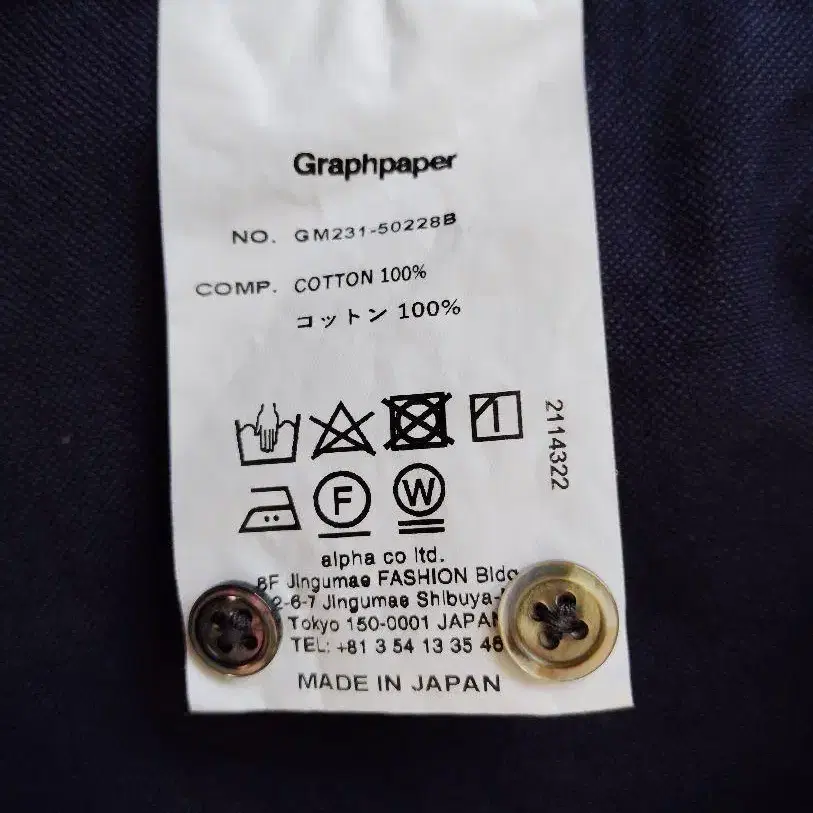 Graphpaper
NO. GM231-50228B
COMP. COTTON 100%
コットン 100%
2114322
F
W
alpha co ltd.
6F Jingumae FASHION Bldg
2-6-7 Jingumae Shibuya-
Tokyo 150-0001 JAPAN
TEL: +81 3 54 13 35 46
MADE IN JAPAN